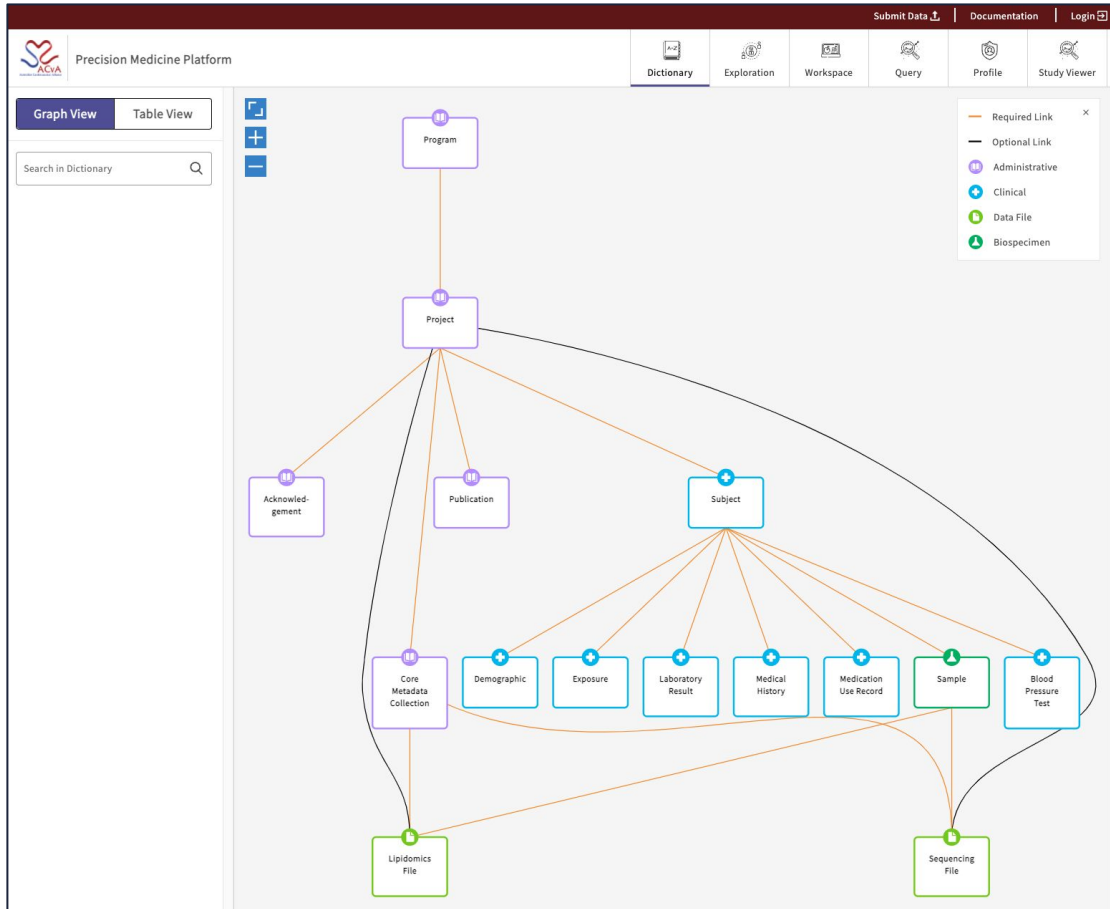 Submit Data
Documentation
Login
ACvA
Precision Medicine Platform
A-Z
Dictionary
Exploration
Workspace
Query
Profile
Study Viewer
Graph View
Table View
Search in Dictionary
Required Link
×
Optional Link
Administrative
Clinical
Data File
Biospecimen
Program
Project
Acknowled-
gement
Publication
Subject
Core
Metadata
Collection
Demographic
Exposure
Laboratory
Result
Medical
History
Medication
Use Record
Sample
Blood
Pressure
Test
Lipidomics
File
Sequencing
File